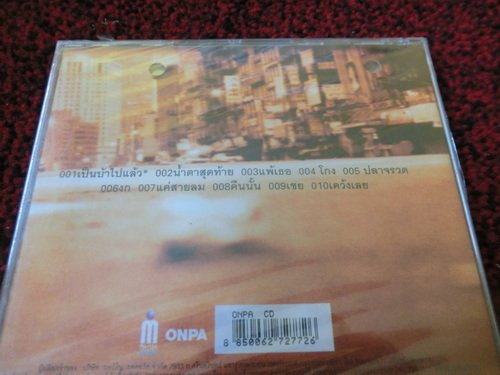 001เป็นบ้าไปแล้ว* 002น้ำตาสุดท้าย 003แพ้เธอ 004 โกง 005 ปลาจรวด
006งก 007แค่สายลม 008คืนนั้น 009เชย 010เคว้งเลย
ONPA CD
ONPA
8 850062 727726